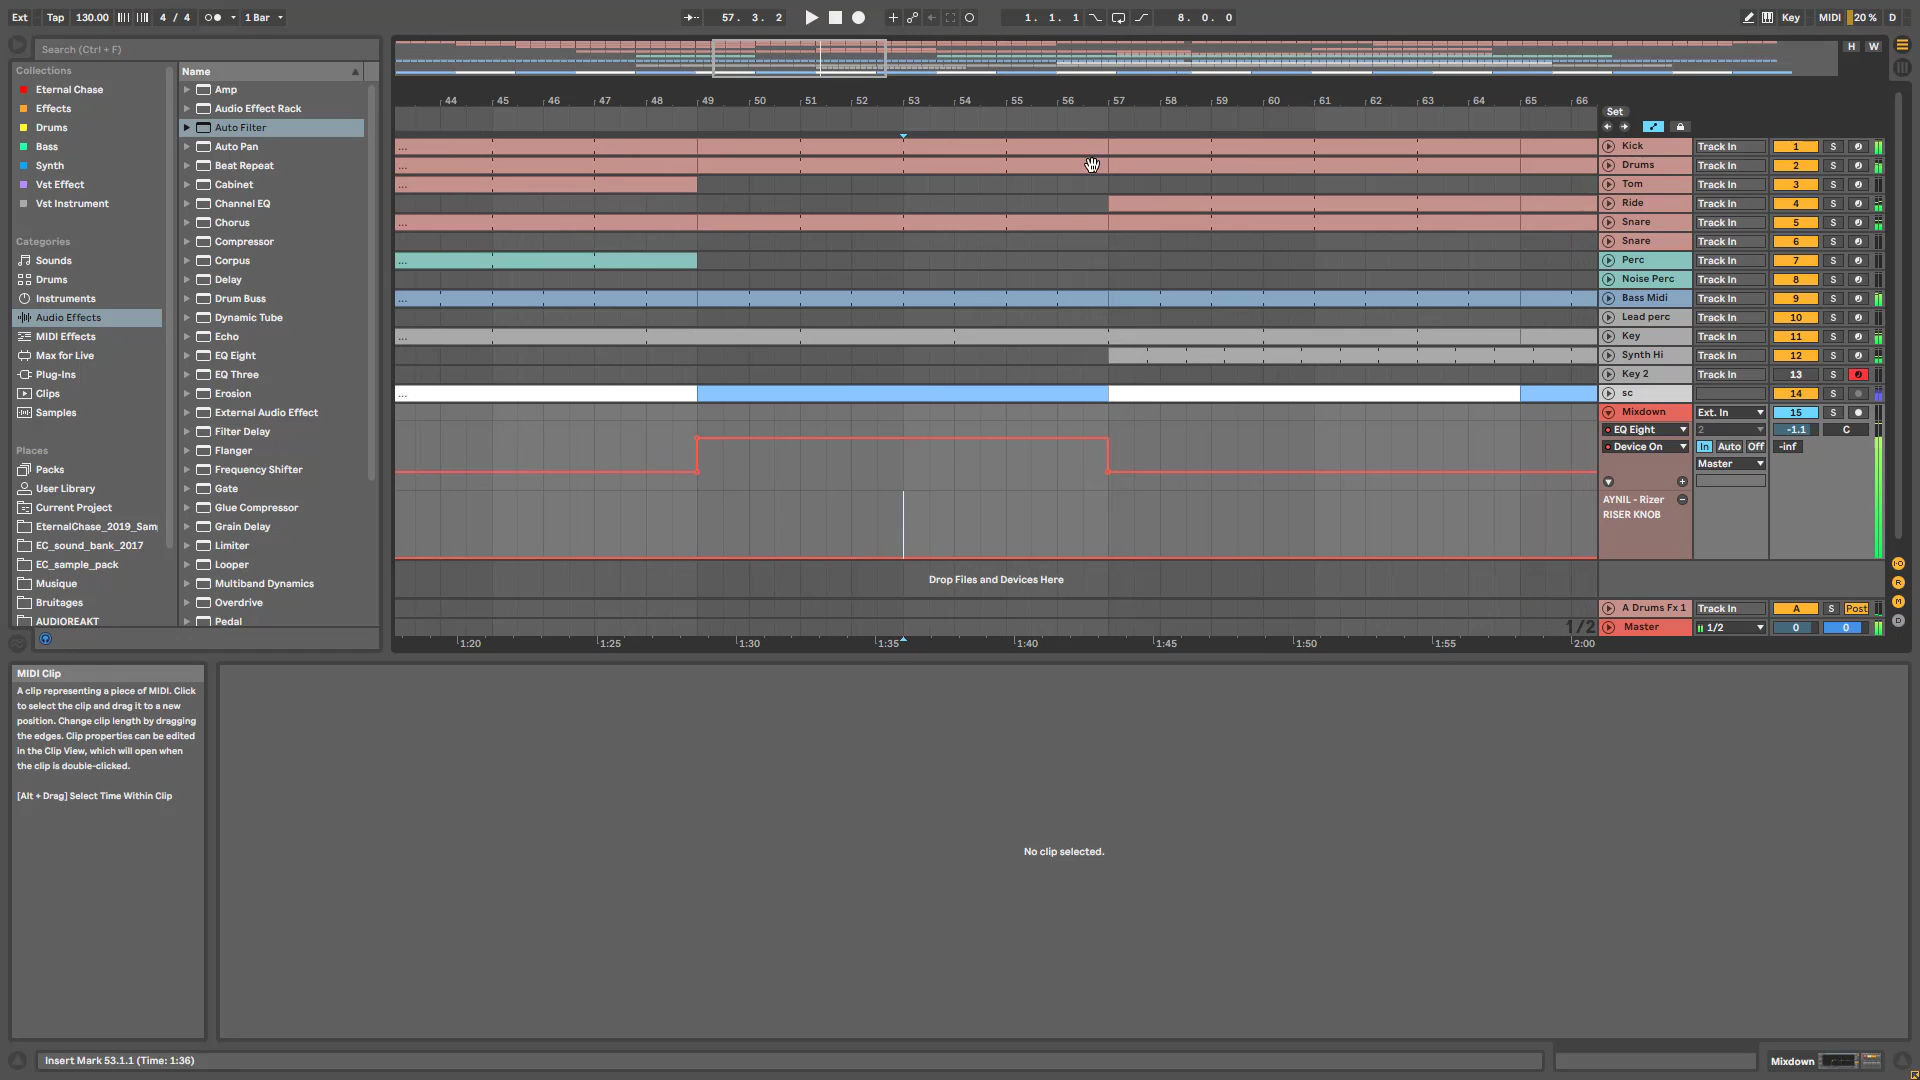 Ext Tap 130.00 4 / 4 1 Bar 57. 3. 2 1. 1. 1 8. 0. 0 Key MIDI 20 % D
Search (Ctrl + F)
H W
Collections Name
Eternal Chase
Effects
Drums
Bass
Synth
Vst Effect
Vst Instrument
Categories
Sounds
Drums
Instruments
Audio Effects
MIDI Effects
Max for Live
Plug-Ins
Clips
Samples
Places
Packs
User Library
Current Project
EternalChase_2019_Sam
EC_sound_bank_2017
EC_sample_pack
Musique
Bruitages
AUDIOREAKT
Amp
Audio Effect Rack
Auto Filter
Auto Pan
Beat Repeat
Cabinet
Channel EQ
Chorus
Compressor
Corpus
Delay
Drum Buss
Dynamic Tube
Echo
EQ Eight
EQ Three
Erosion
External Audio Effect
Filter Delay
Flanger
Frequency Shifter
Gate
Glue Compressor
Grain Delay
Limiter
Looper
Multiband Dynamics
Overdrive
Pedal
44 45 46 47 48 49 50 51 52 53 54 55 56 57 58 59 60 61 62 63 64 65 66
Set
Kick Track In 1 S
Drums Track In 2 S
Tom Track In 3 S
Ride Track In 4 S
Snare Track In 5 S
Snare Track In 6 S
Perc Track In 7 S
Noise Perc Track In 8 S
Bass Midi Track In 9 S
Lead perc Track In 10 S
Key Track In 11 S
Synth Hi Track In 12 S
Key 2 Track In 13 S
sc 14 S
Mixdown Ext. In 15 S
EQ Eight 2 -1.1 C
Device On In Auto Off -inf
Master
AYNIL - Rizer
RISER KNOB
Drop Files and Devices Here
A Drums Fx 1 Track In A S Post
1/2 Master 1/2 0 0
1:20 1:25 1:30 1:35 1:40 1:45 1:50 1:55 2:00
MIDI Clip
A clip representing a piece of MIDI. Click
to select the clip and drag it to a new
position. Change clip length by dragging
the edges. Clip properties can be edited
in the Clip View, which will open when
the clip is double-clicked.
[Alt + Drag] Select Time Within Clip
No clip selected.
Insert Mark 53.1.1 (Time: 1:36)
Mixdown